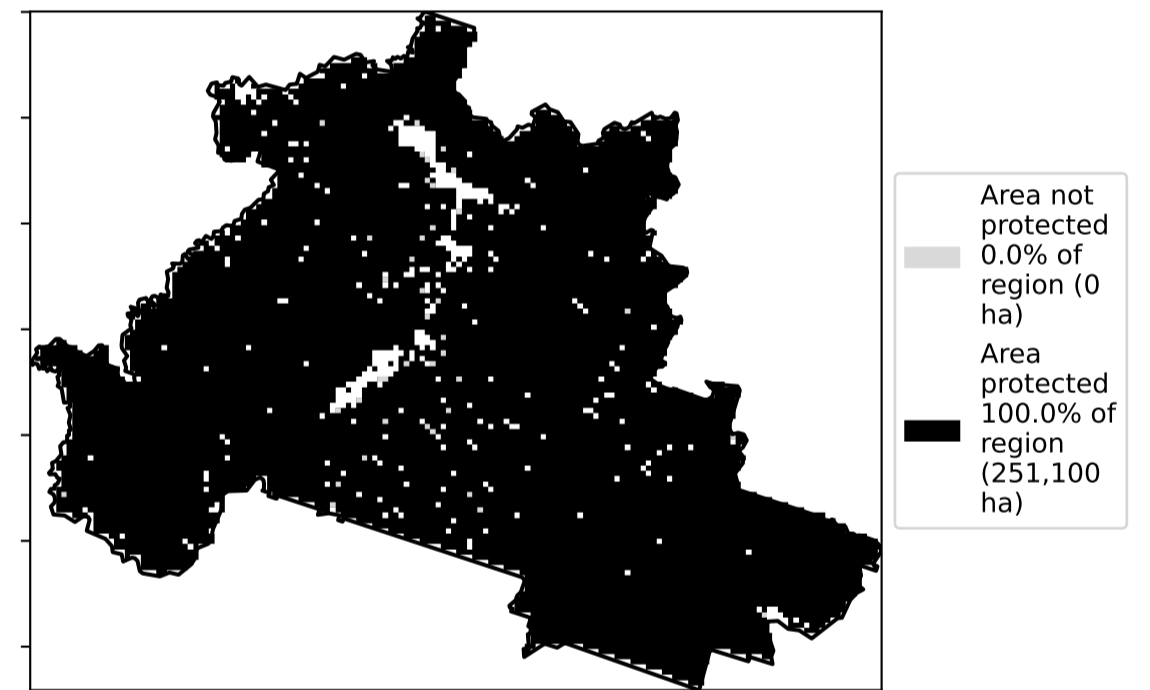 Area not
protected
0.0% of
region (0
ha)
Area
protected
100.0% of
region
(251,100
ha)